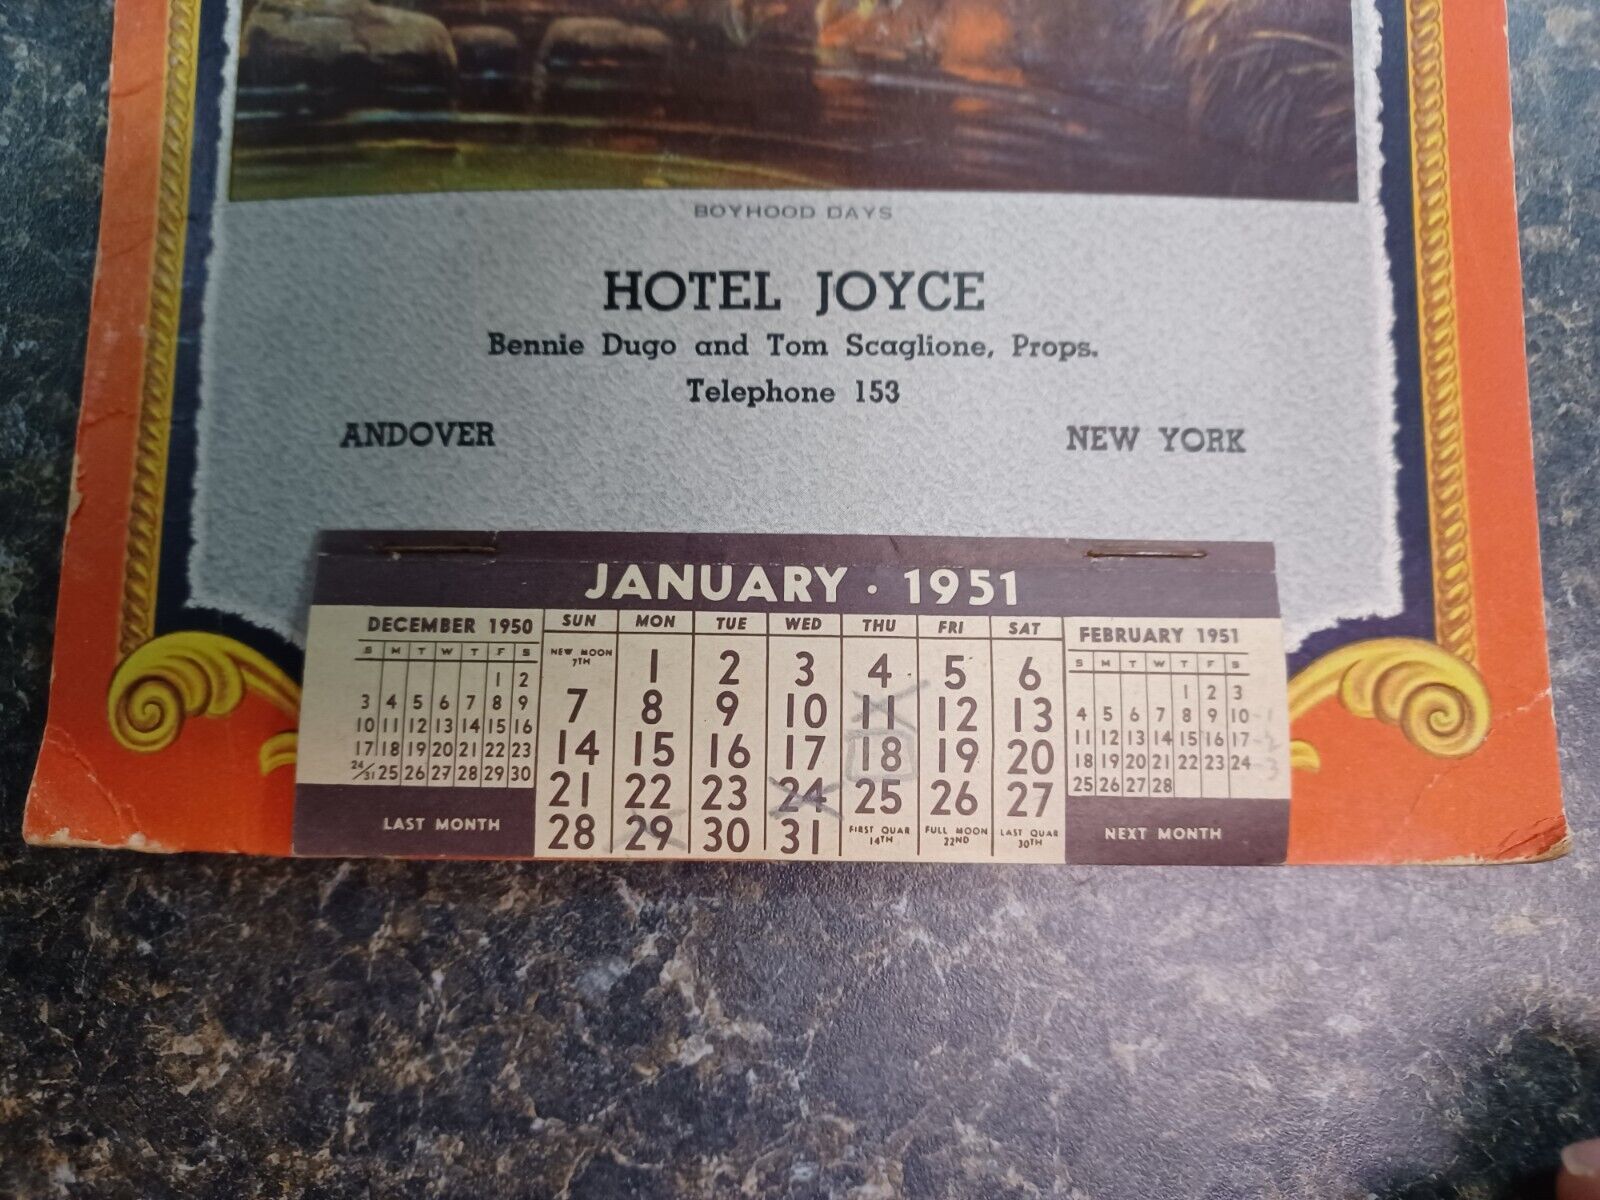 BOYHOOD DAYS
HOTEL JOYCE
Bennie Dugo and Tom Scaglione, Props.
Telephone 153
ANDOVER NEW YORK
JANUARY · 1951
DECEMBER 1950
S M T W T F S
1 2
3 4 5 6 7 8 9
10 11 12 13 14 15 16
17 18 19 20 21 22 23
24/31 25 26 27 28 29 30
LAST MONTH
SUN MON TUE WED THU FRI SAT
NEW MOON 7TH 1 2 3 4 5 6
7 8 9 10 11 12 13
14 15 16 17 18 19 20
21 22 23 24 25 26 27
28 29 30 31 FIRST QUAR 14TH FULL MOON 22ND LAST QUAR 30TH
FEBRUARY 1951
S M T W T F S
1 2 3
4 5 6 7 8 9 10 -1
11 12 13 14 15 16 17 -2
18 19 20 21 22 23 24 -3
25 26 27 28
NEXT MONTH